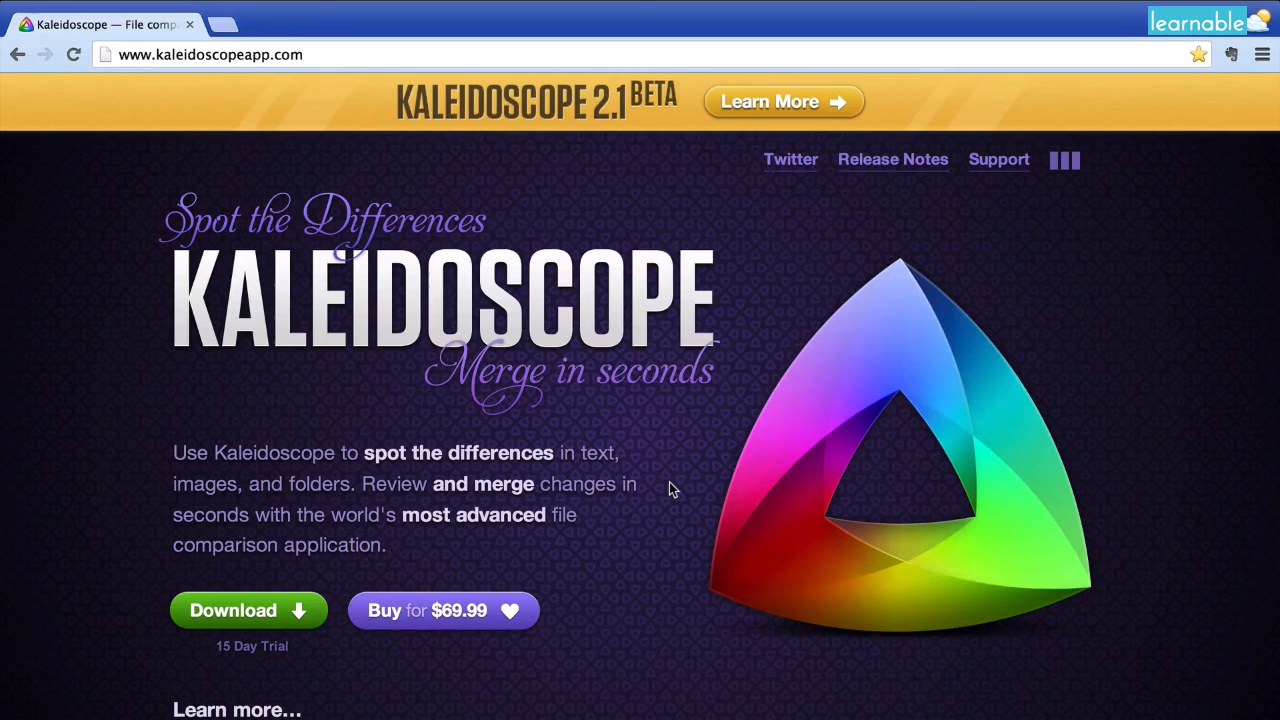 Kaleidoscope — File comp
learnable
www.kaleidoscopeapp.com
KALEIDOSCOPE 2.1 BETA
Learn More
Twitter Release Notes Support
Spot the Differences
KALEIDOSCOPE
Merge in seconds
Use Kaleidoscope to spot the differences in text,
images, and folders. Review and merge changes in
seconds with the world's most advanced file
comparison application.
Download Buy for $69.99
15 Day Trial
Learn more...